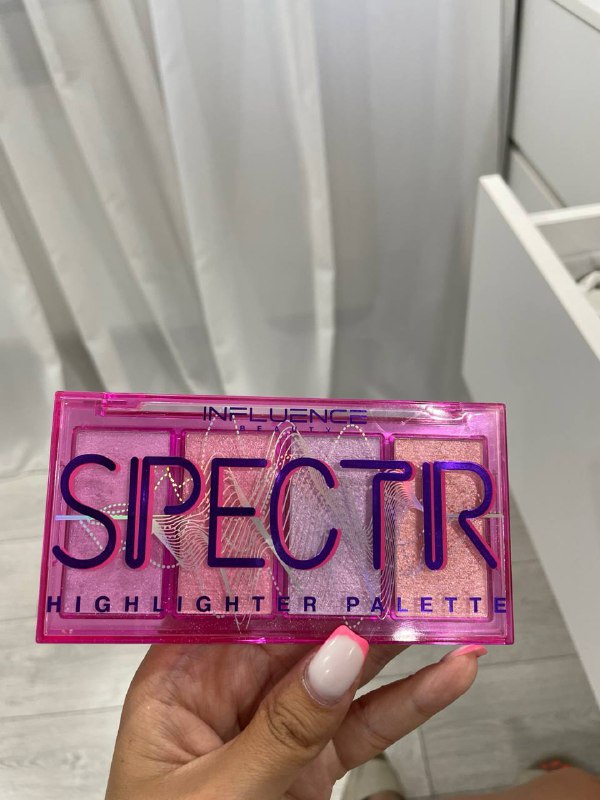 INFLUENCE
BEAUTY
SPECTR
HIGHLIGHTER PALETTE